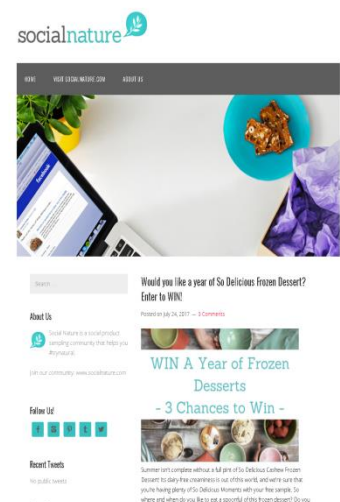 socialnature
HOME VISIT SOCIALNATURE.COM ABOUT US
facebook
Search ...
About Us
Social Nature is a social product
sampling community that helps you
#trynatural.
Join our community: www.socialnature.com
Follow Us!
Recent Tweets
No public tweets
Would you like a year of So Delicious Frozen Dessert?
Enter to WIN!
Posted on July 24, 2017 — 3 Comments
WIN A Year of Frozen
Desserts
- 3 Chances to Win -
Summer isn't complete without a full pint of So Delicious Cashew Frozen
Dessert! Its dairy-free creaminess is out of this world, and we're sure that
you're having plenty of So Delicious Moments with your free sample. So
where and when do you like to eat a spoonful of this frozen dessert? Do you